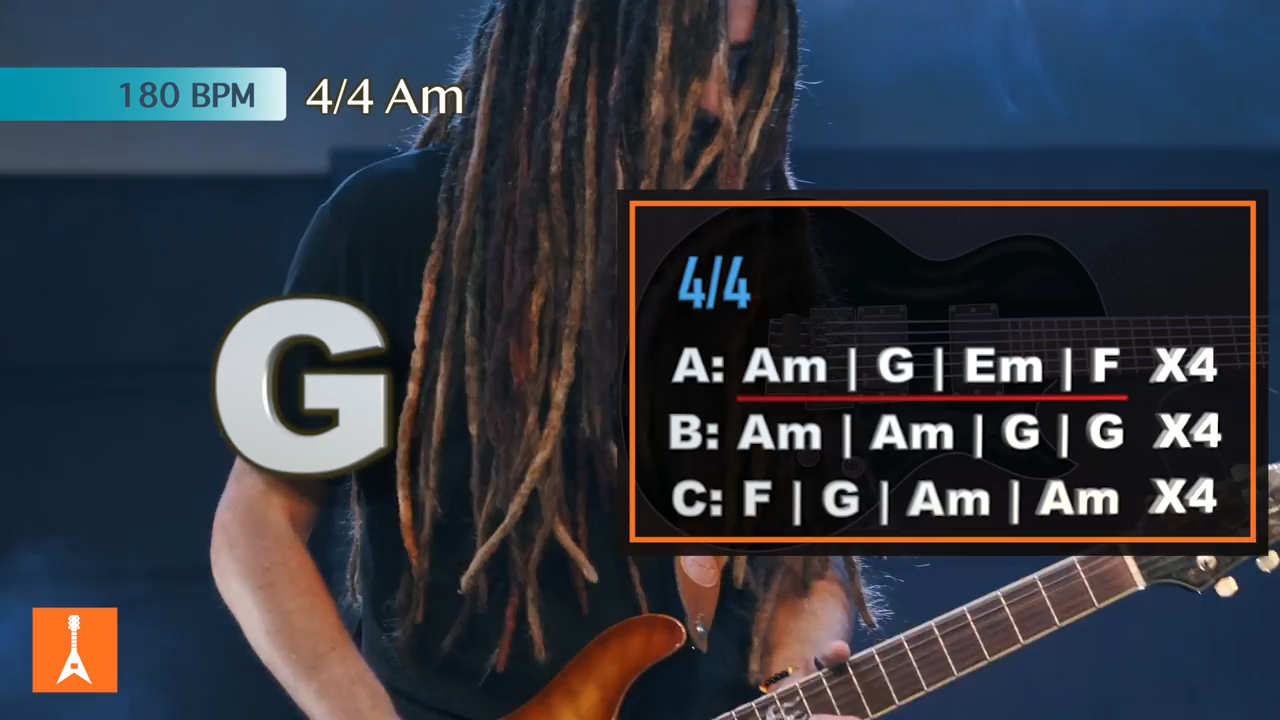 180 BPM 4/4 Am
G
4/4
A: Am | G | Em | F X4
B: Am | Am | G | G X4
C: F | G | Am | Am X4